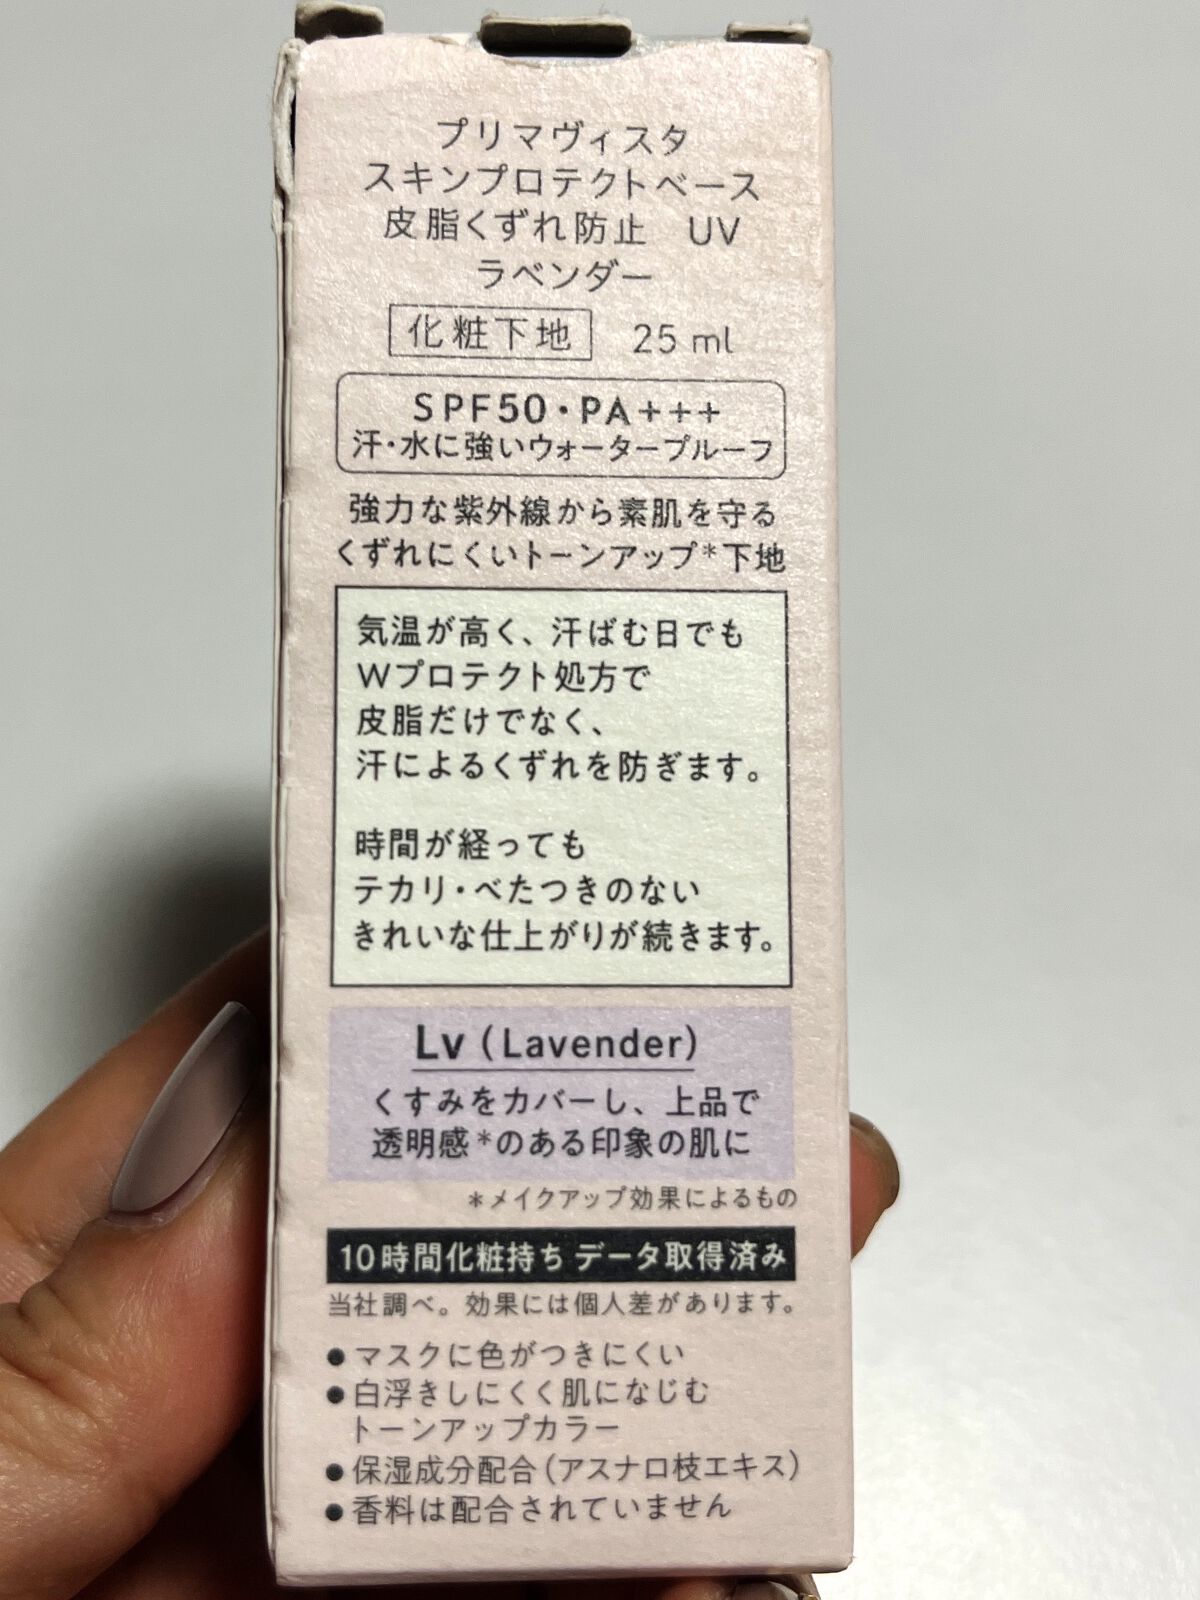 プリマヴィスタ
スキンプロテクトベース
皮脂くずれ防止 UV
ラベンダー
化粧下地 25 ml
SPF50・PA+++
汗・水に強いウォータープルーフ
強力な紫外線から素肌を守る
くずれにくいトーンアップ*下地
気温が高く、汗ばむ日でも
Wプロテクト処方で
皮脂だけでなく、
汗によるくずれを防ぎます。
時間が経っても
テカリ・べたつきのない
きれいな仕上がりが続きます。
Lv (Lavender)
くすみをカバーし、上品で
透明感*のある印象の肌に
*メイクアップ効果によるもの
10時間化粧持ち データ取得済み
当社調べ。効果には個人差があります。
●マスクに色がつきにくい
●白浮きしにくく肌になじむ
トーンアップカラー
●保湿成分配合(アスナロ枝エキス)
●香料は配合されていません